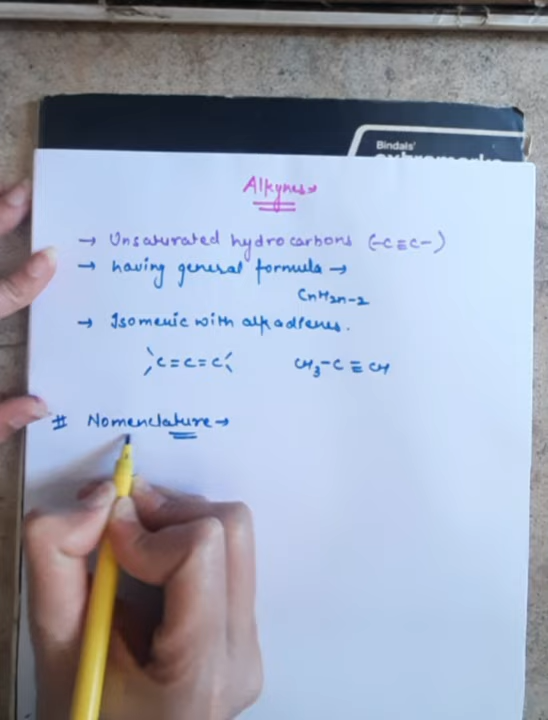 Bindals'
Alkynes
→ Unsaturated hydrocarbons (-C≡C-)
→ having general formula →
CnH2n-2
→ Isomeric with alkadienes.
C=C=C CH3-C≡CH
# Nomenclature →